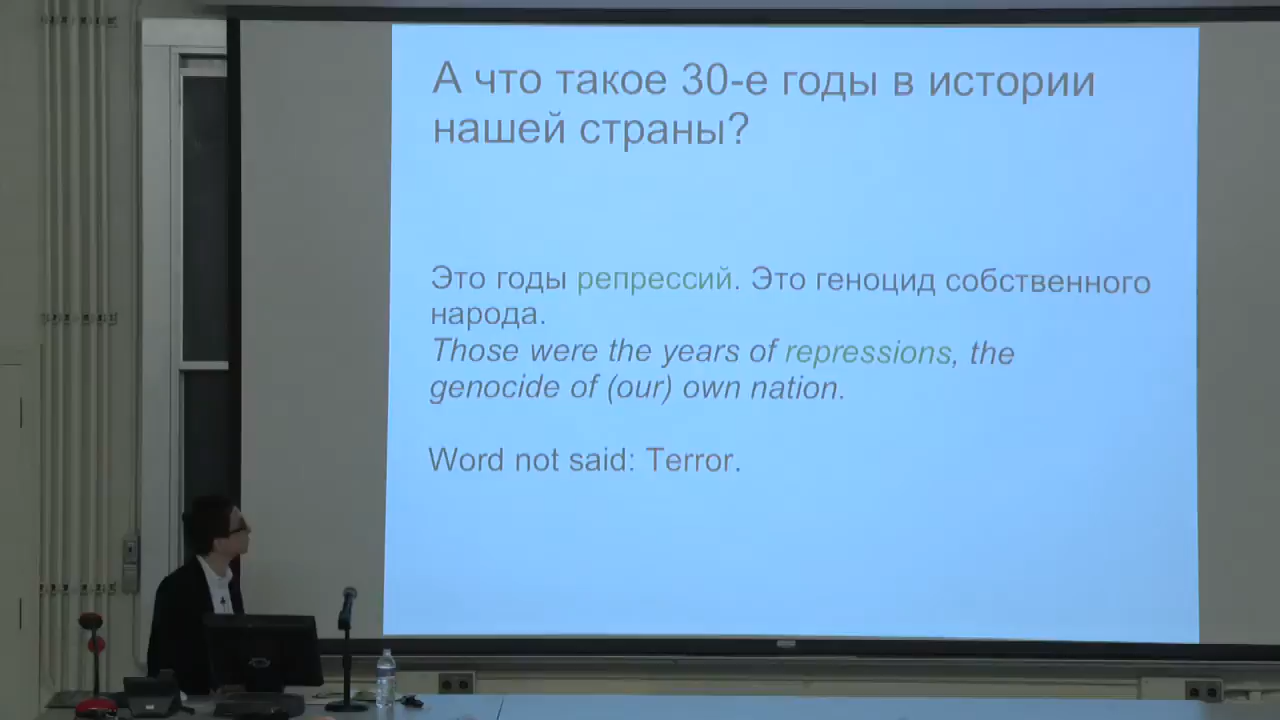 А что такое 30-е годы в истории
нашей страны?
Это годы репрессий. Это геноцид собственного
народа.
Those were the years of repressions, the
genocide of (our) own nation.
Word not said: Terror.